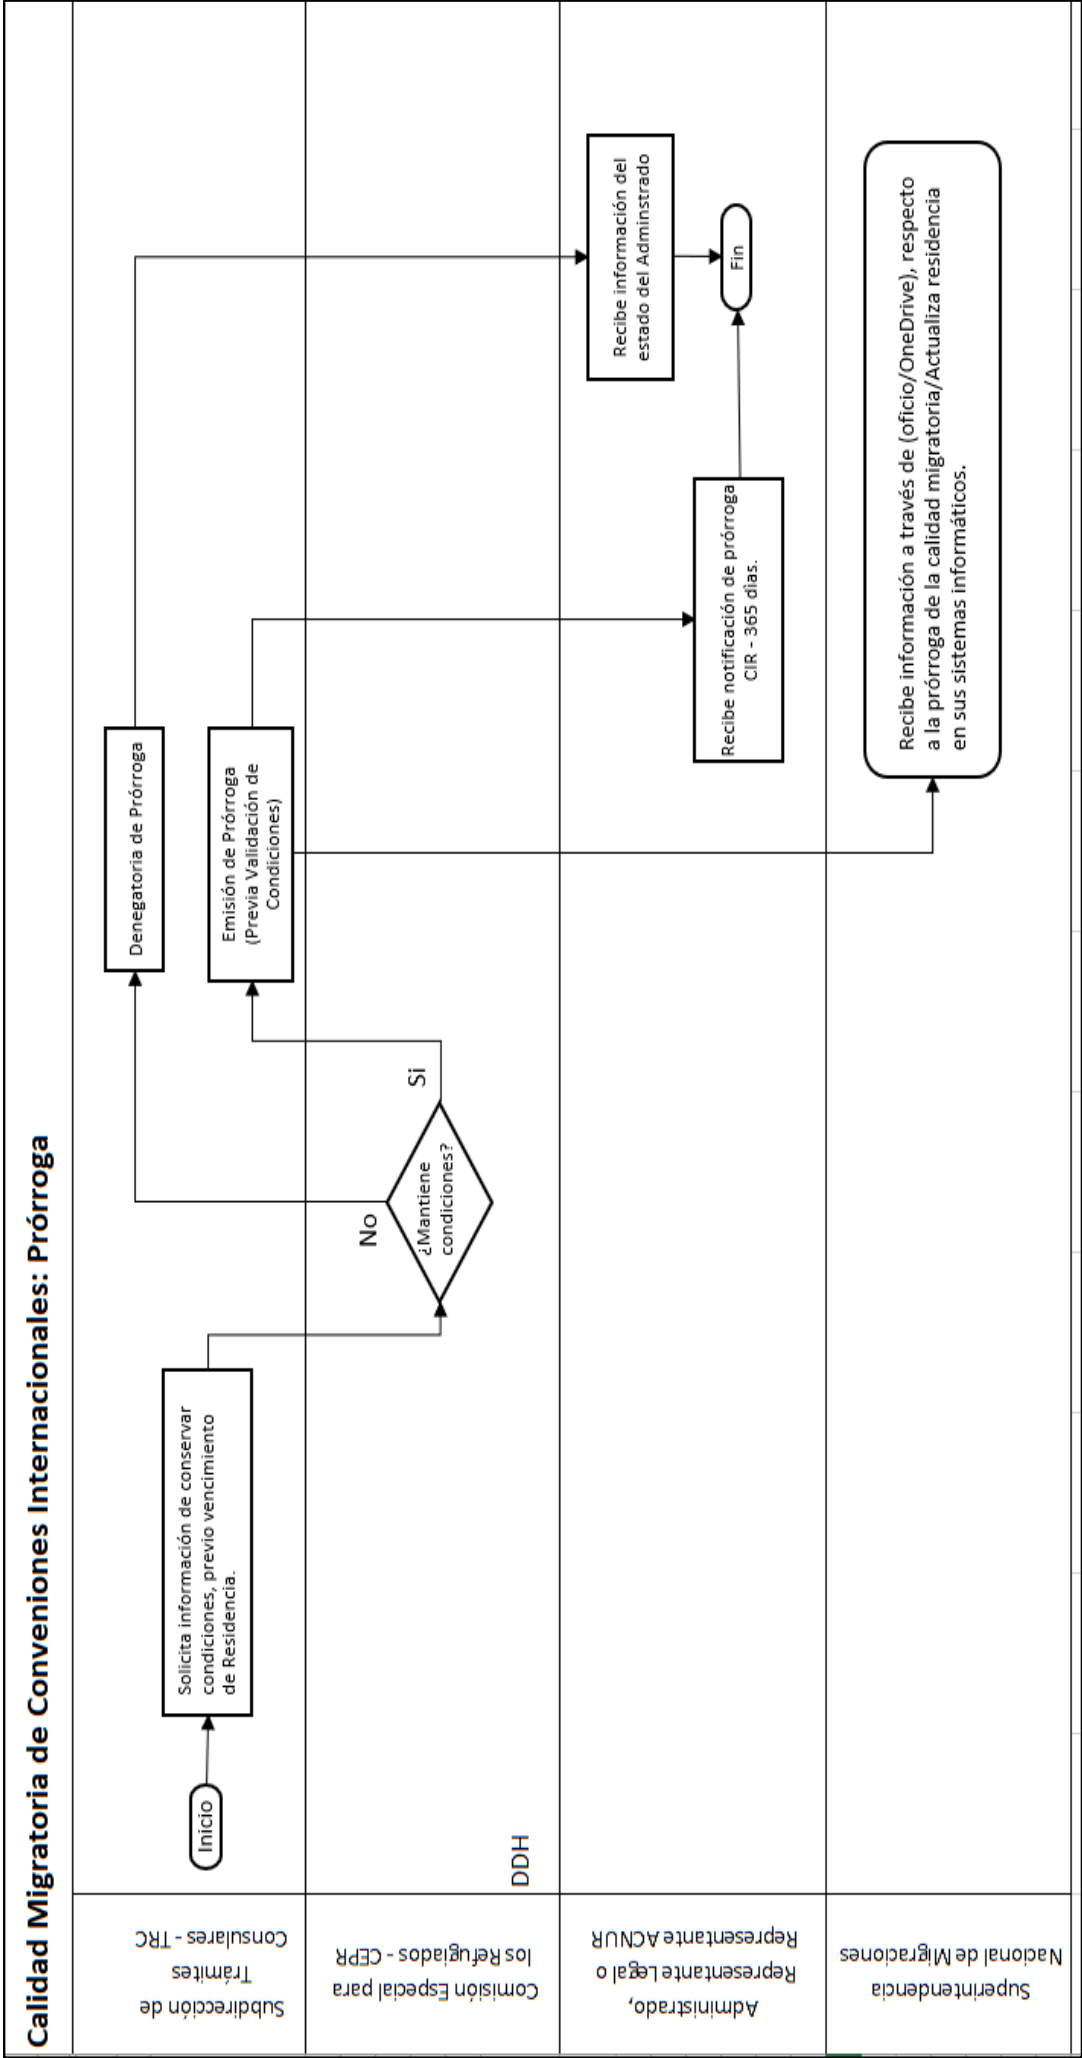 Calidad Migratoria de Conveniones Internacionales: Prórroga
Subdirección de
Trámites
Consulares - TRC
Inicio
Solicita información de conservar
condiciones, previo vencimiento
de Residencia.
Denegatoria de Prórroga
Emisión de Prórroga
(Previa Validación de
Condiciones)
Comisión Especial para
los Refugiados - CEPR
DDH
No
¿Mantiene
condiciones?
Si
Administrado,
Representante Legal o
Representante ACNUR
Recibe notificación de prórroga
CIR - 365 dìas.
Recibe información del
estado del Adminstrado
Fin
Superintendencia
Nacional de Migraciones
Recibe información a través de (oficio/OneDrive), respecto
a la prórroga de la calidad migratoria/Actualiza residencia
en sus sistemas informáticos.